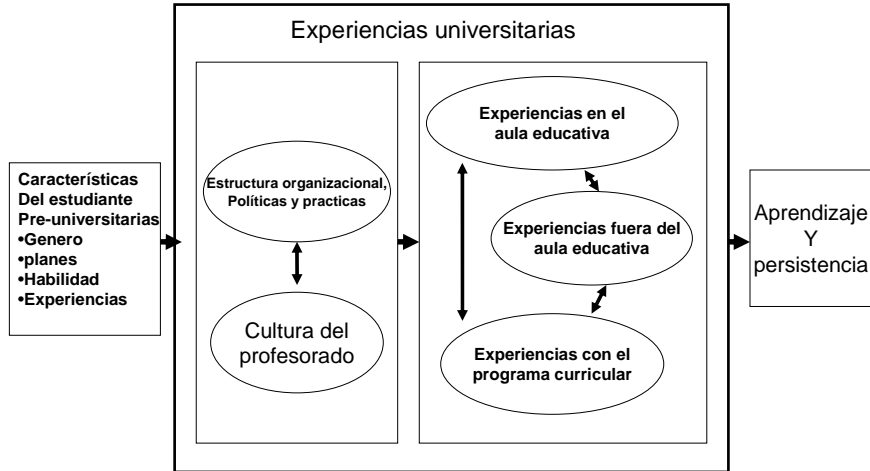 Experiencias universitarias
Características
Del estudiante
Pre-universitarias
•Genero
•planes
•Habilidad
•Experiencias
Estructura organizacional,
Políticas y practicas
Cultura del
profesorado
Experiencias en el
aula educativa
Experiencias fuera del
aula educativa
Experiencias con el
programa curricular
Aprendizaje
Y
persistencia